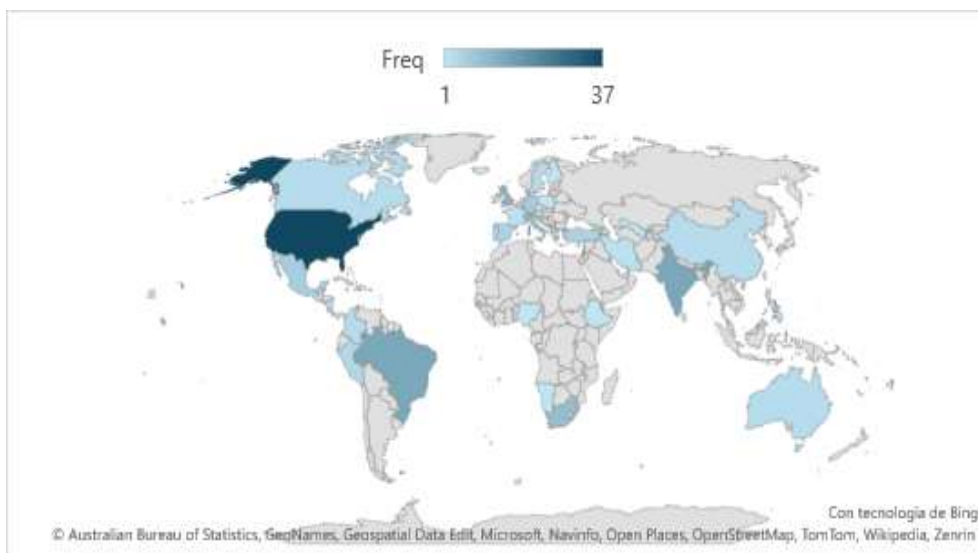 Freq
1 37
Con tecnología de Bing
© Australian Bureau of Statistics, GeoNames, Geospatial Data Edit, Microsoft, Navinfo, Open Places, OpenStreetMap, TomTom, Wikipedia, Zenrin